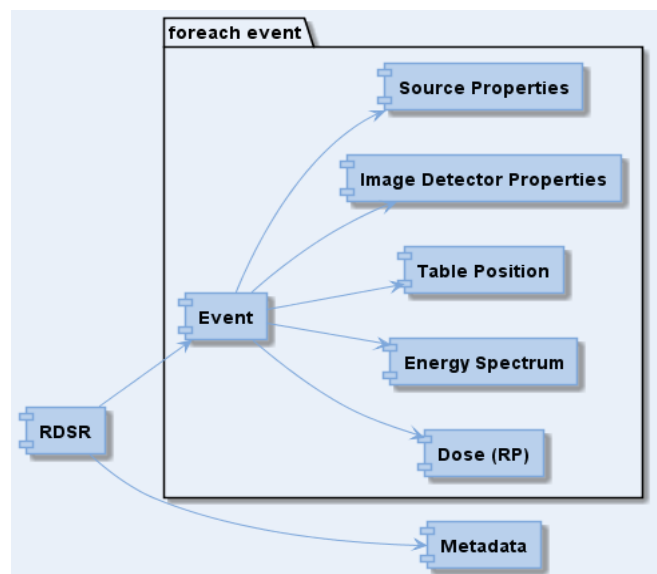 foreach event
Source Properties
Image Detector Properties
Table Position
Event
Energy Spectrum
RDSR
Dose (RP)
Metadata